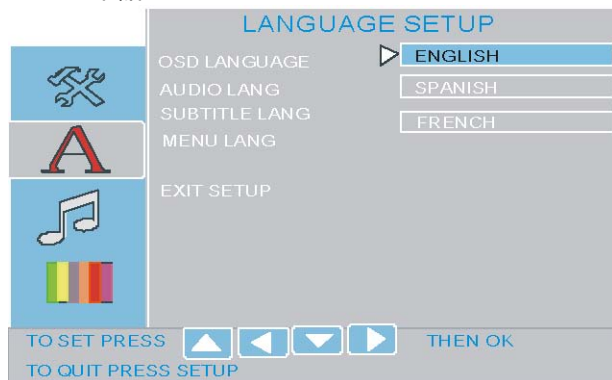 LANGUAGE SETUP
OSD LANGUAGE
ENGLISH
AUDIO LANG
SPANISH
SUBTITLE LANG
FRENCH
MENU LANG
EXIT SETUP
A
TO SET PRESS THEN OK
TO QUIT PRESS SETUP